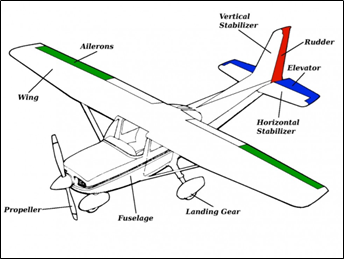 Vertical
Stabilizer
Ailerons
Rudder
Elevator
Wing
Horizontal
Stabilizer
Propeller
Fuselage
Landing Gear